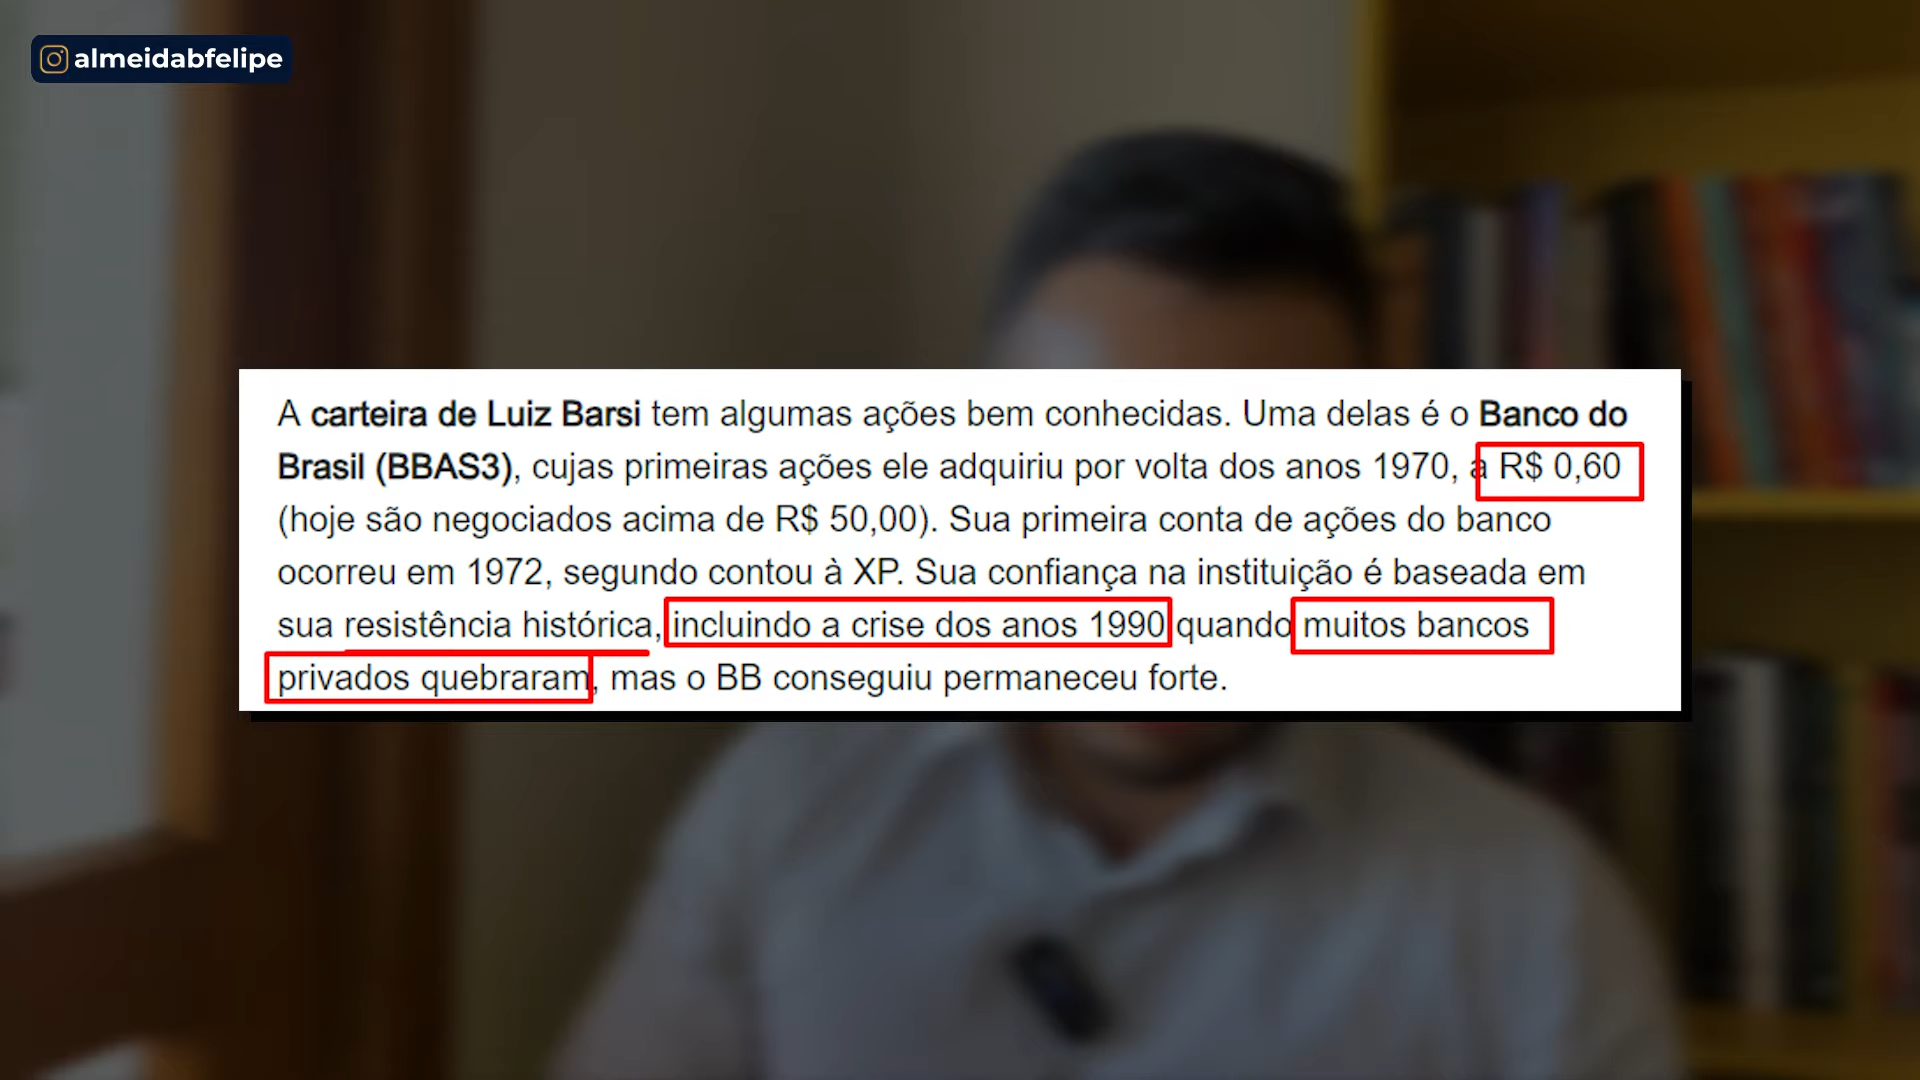 almeidabfelipe
A carteira de Luiz Barsi tem algumas ações bem conhecidas. Uma delas é o Banco do
Brasil (BBAS3), cujas primeiras ações ele adquiriu por volta dos anos 1970, a R$ 0,60
(hoje são negociados acima de R$ 50,00). Sua primeira conta de ações do banco
ocorreu em 1972, segundo contou à XP. Sua confiança na instituição é baseada em
sua resistência histórica, incluindo a crise dos anos 1990 quando muitos bancos
privados quebraram, mas o BB conseguiu permaneceu forte.